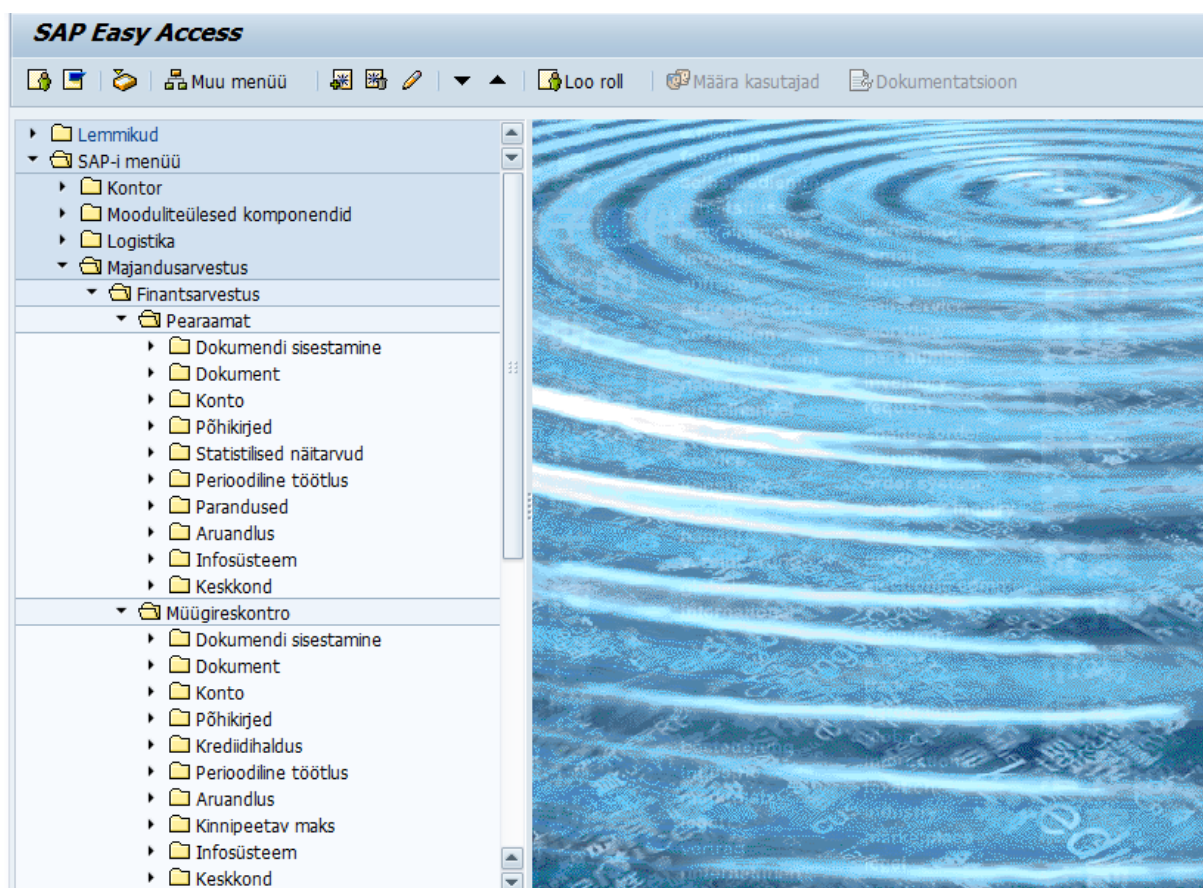 SAP Easy Access
Muu menüü Loo roll Määra kasutajad Dokumentatsioon
Lemmikud
SAP-i menüü
Kontor
Mooduliteülesed komponendid
Logistika
Majandusarvestus
Finantsarvestus
Pearaamat
Dokumendi sisestamine
Dokument
Konto
Põhikirjed
Statistilised näitarvud
Perioodiline töötlus
Parandused
Aruandlus
Infosüsteem
Keskkond
Müügireskontro
Dokumendi sisestamine
Dokument
Konto
Põhikirjed
Krediidihaldus
Perioodiline töötlus
Aruandlus
Kinnipeetav maks
Infosüsteem
Keskkond